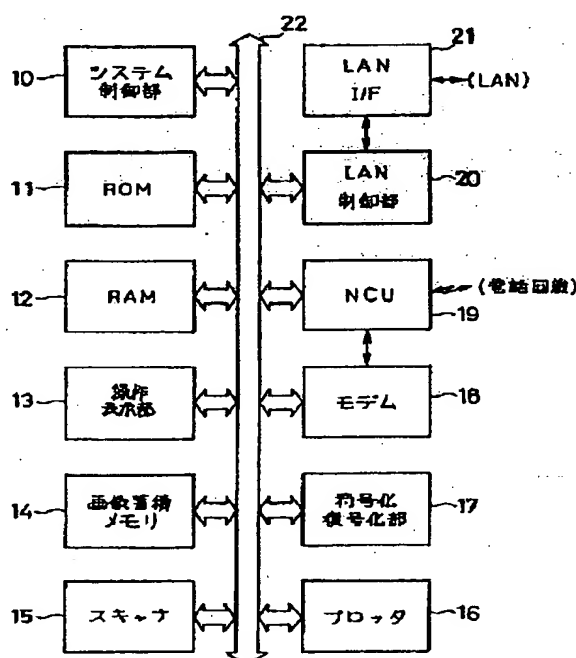 22
10
システム
制御部
21
LAN
I/F
(LAN)
11
ROM
LAN
制御部
20
12
RAM
NCU
19
(電話回線)
13
操作
表示部
モデム
18
14
画像蓄積
メモリ
符号化
復号化部
17
15
スキャナ
プロッタ
16